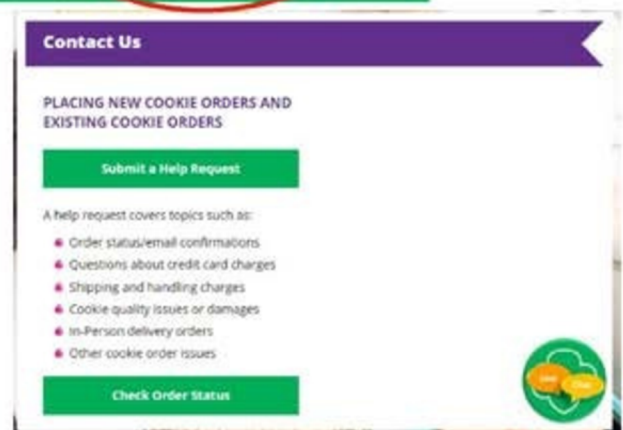 Contact Us
PLACING NEW COOKIE ORDERS AND
EXISTING COOKIE ORDERS
Submit a Help Request
A help request covers topics such as:
Order status/email confirmations
Questions about credit card charges
Shipping and handling charges
Cookie quality issues or damages
In-Person delivery orders
Other cookie order issues
Check Order Status
Chat